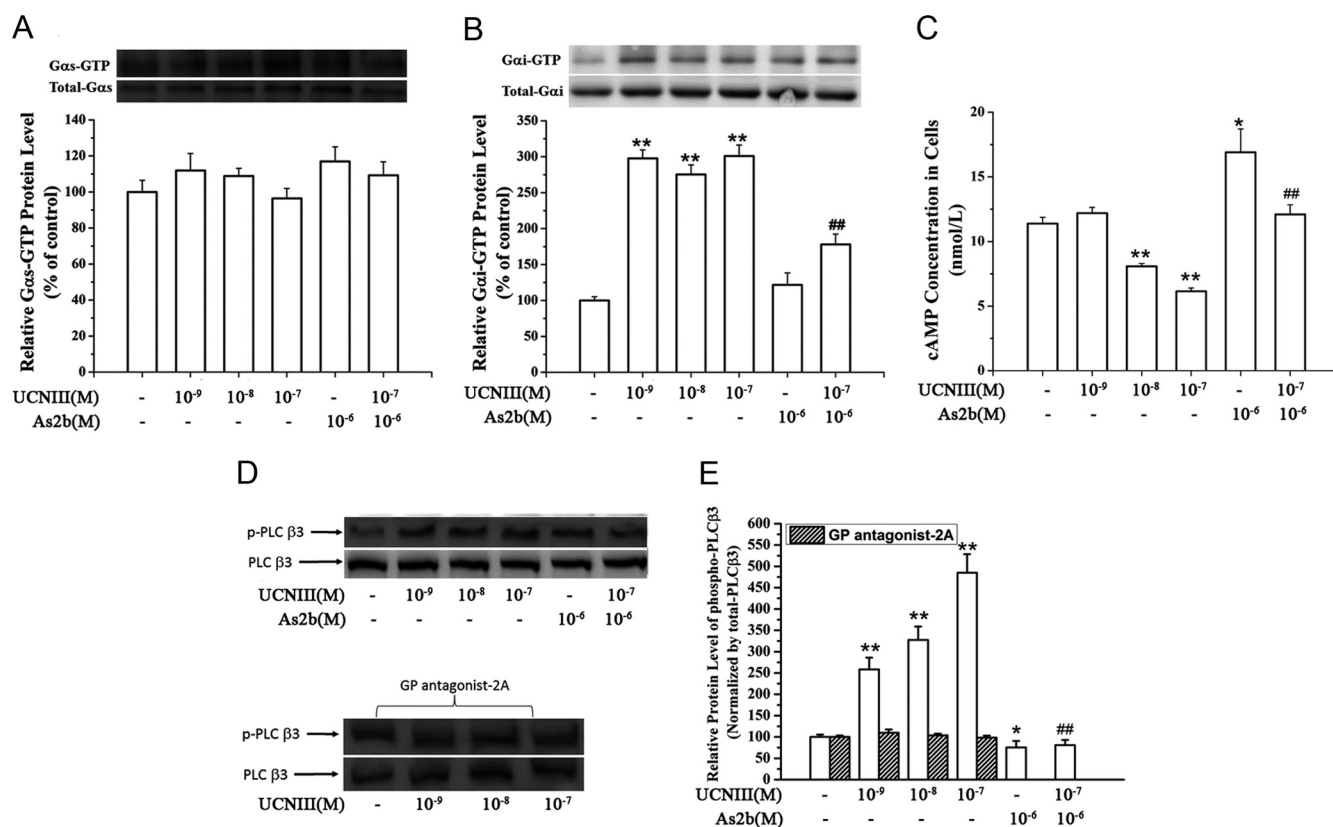 A
Gαs-GTP
Total-Gαs
Relative Gαs-GTP Protein Level
(% of control)
140
120
100
80
60
40
20
0
UCNIII(M) - 10-9 10-8 10-7 - 10-7
As2b(M) - - - - 10-6 10-6
B
Gαi-GTP
Total-Gαi
Relative Gαi-GTP Protein Level
(% of control)
350
300
250
200
150
100
50
0
** ** ** ##
UCNIII(M) - 10-9 10-8 10-7 - 10-7
As2b(M) - - - - 10-6 10-6
C
cAMP Concentration in Cells
(nmol/L)
20
15
10
5
0
** ** * ##
UCNIII(M) - 10-9 10-8 10-7 - 10-7
As2b(M) - - - - 10-6 10-6
D
p-PLC β3
PLC β3
UCNIII(M) - 10-9 10-8 10-7 - 10-7
As2b(M) - - - - 10-6 10-6
GP antagonist-2A
p-PLC β3
PLC β3
UCNIII(M) - 10-9 10-8 10-7
E
Relative Protein Level of phospho-PLCβ3
(Normalized by total-PLCβ3)
600
550
500
450
400
350
300
250
200
150
100
50
0
GP antagonist-2A
** ** ** * ##
UCNIII(M) - 10-9 10-8 10-7 - 10-7
As2b(M) - - - - 10-6 10-6